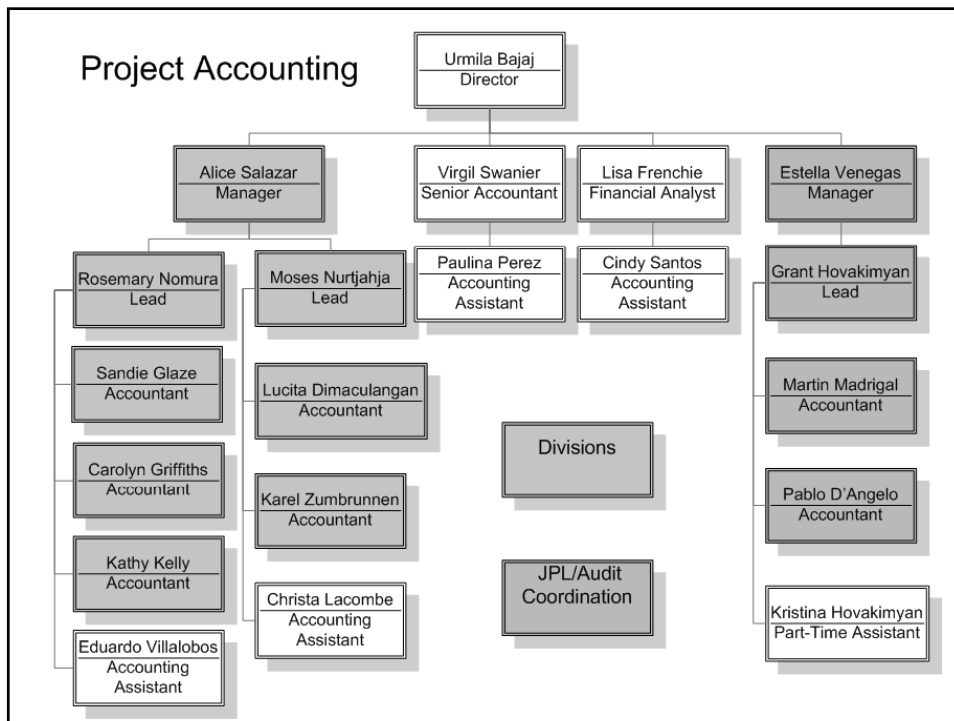 Project Accounting
Urmila Bajaj
Director
Alice Salazar
Manager
Virgil Swanier
Senior Accountant
Lisa Frenchie
Financial Analyst
Estella Venegas
Manager
Rosemary Nomura
Lead
Moses Nurtjahja
Lead
Paulina Perez
Accounting
Assistant
Cindy Santos
Accounting
Assistant
Grant Hovakimyan
Lead
Sandie Glaze
Accountant
Lucita Dimaculangan
Accountant
Martin Madrigal
Accountant
Divisions
Carolyn Griffiths
Accountant
Karel Zumbrunnen
Accountant
Pablo D’Angelo
Accountant
Kathy Kelly
Accountant
JPL/Audit
Coordination
Christa Lacombe
Accounting
Assistant
Kristina Hovakimyan
Part-Time Assistant
Eduardo Villalobos
Accounting
Assistant